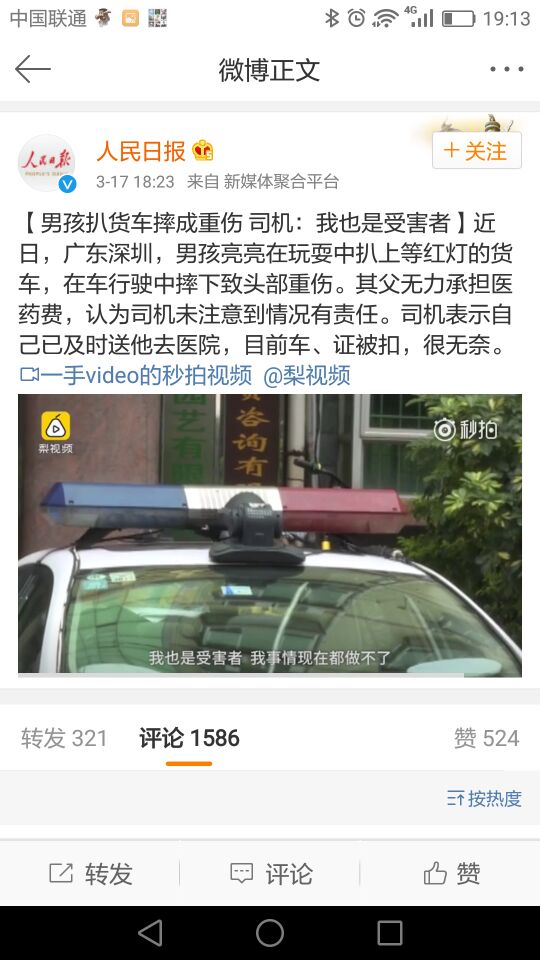 中国联通 4G 19:13
微博正文
人民日报
+关注
3-17 18:23 来自 新媒体聚合平台
【男孩扒货车摔成重伤 司机：我也是受害者】近
日，广东深圳，男孩亮亮在玩耍中扒上等红灯的货
车，在车行驶中摔下致头部重伤。其父无力承担医
药费，认为司机未注意到情况有责任。司机表示自
己已及时送他去医院，目前车、证被扣，很无奈。
一手video的秒拍视频 @梨视频
梨视频
秒拍
园艺有限
资咨询有限
我也是受害者 我事情现在都做不了
转发 321 评论 1586 赞 524
按热度
转发 评论 赞